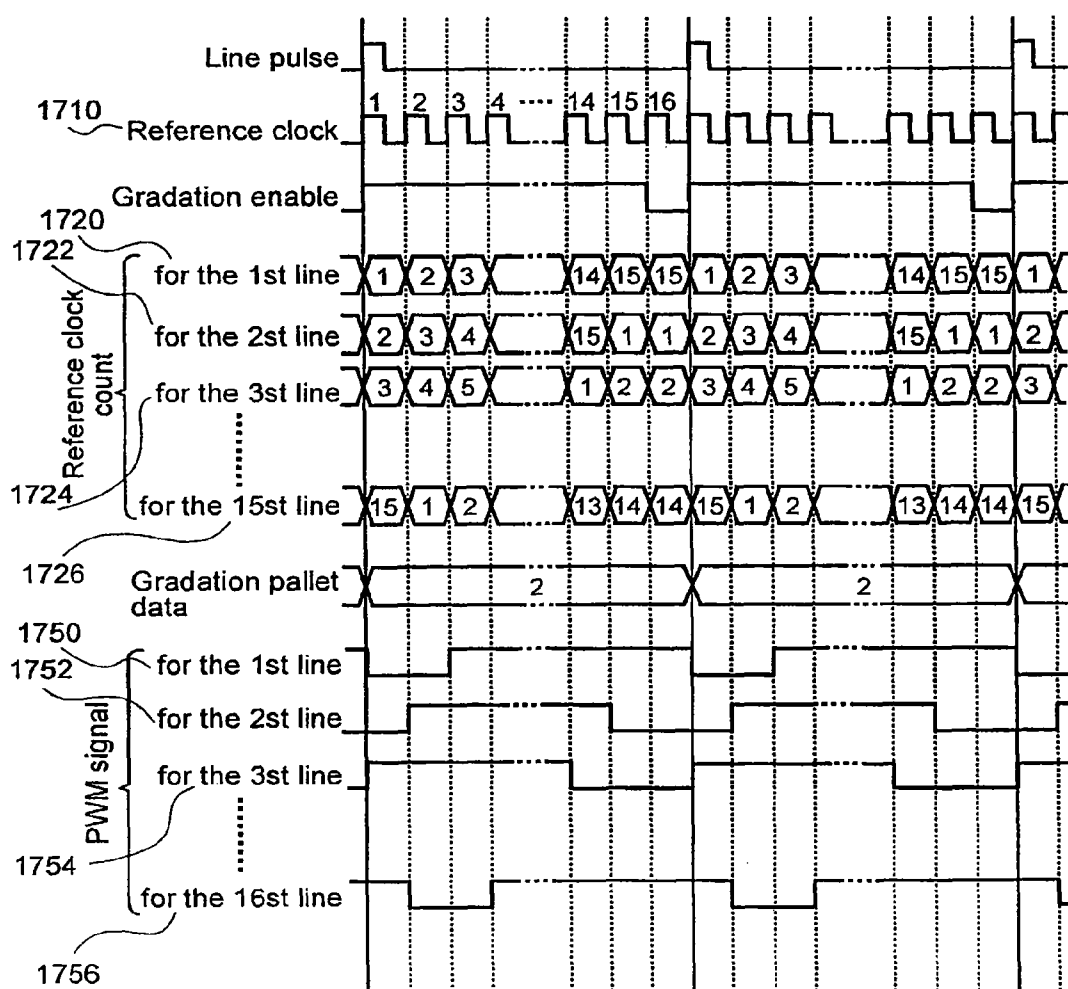 Line pulse
1710
Reference clock
1 2 3 4 ···· 14 15 16
Gradation enable
1720
1722
Reference clock count
for the 1st line
1 2 3 14 15 15 1 2 3 14 15 15 1
for the 2st line
2 3 4 15 1 1 2 3 4 15 1 1 2
for the 3st line
3 4 5 1 2 2 3 4 5 1 2 2 3
1724
for the 15st line
15 1 2 13 14 14 15 1 2 13 14 14 15
1726
Gradation pallet
data
2 2
1750
1752
PWM signal
for the 1st line
for the 2st line
for the 3st line
1754
for the 16st line
1756